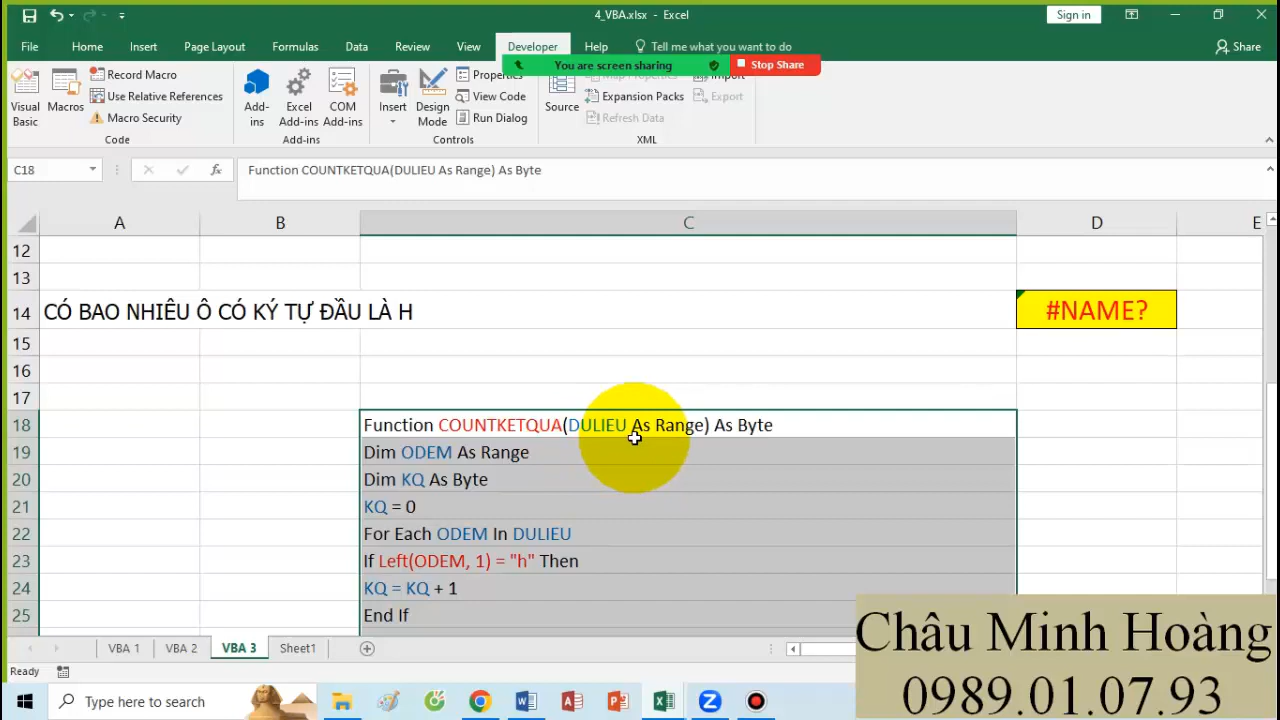 4_VBA.xlsx - Excel
Sign in
File Home Insert Page Layout Formulas Data Review View Developer Help Tell me what you want to do Share
You are screen sharing Stop Share
Visual Basic
Macros
Record Macro
Use Relative References
Macro Security
Code
Add-ins
Excel Add-ins
COM Add-ins
Add-ins
Insert
Design Mode
Properties
View Code
Run Dialog
Controls
Source
Map Properties
Expansion Packs
Refresh Data
Import
Export
XML
C18 fx Function COUNTKETQUA(DULIEU As Range) As Byte
A B C D E
12
13
14 CÓ BAO NHIÊU Ô CÓ KÝ TỰ ĐẦU LÀ H #NAME?
15
16
17
18 Function COUNTKETQUA(DULIEU As Range) As Byte
19 Dim ODEM As Range
20 Dim KQ As Byte
21 KQ = 0
22 For Each ODEM In DULIEU
23 If Left(ODEM, 1) = "h" Then
24 KQ = KQ + 1
25 End If
VBA 1 VBA 2 VBA 3 Sheet1
Ready
Type here to search
Châu Minh Hoàng
0989.01.07.93